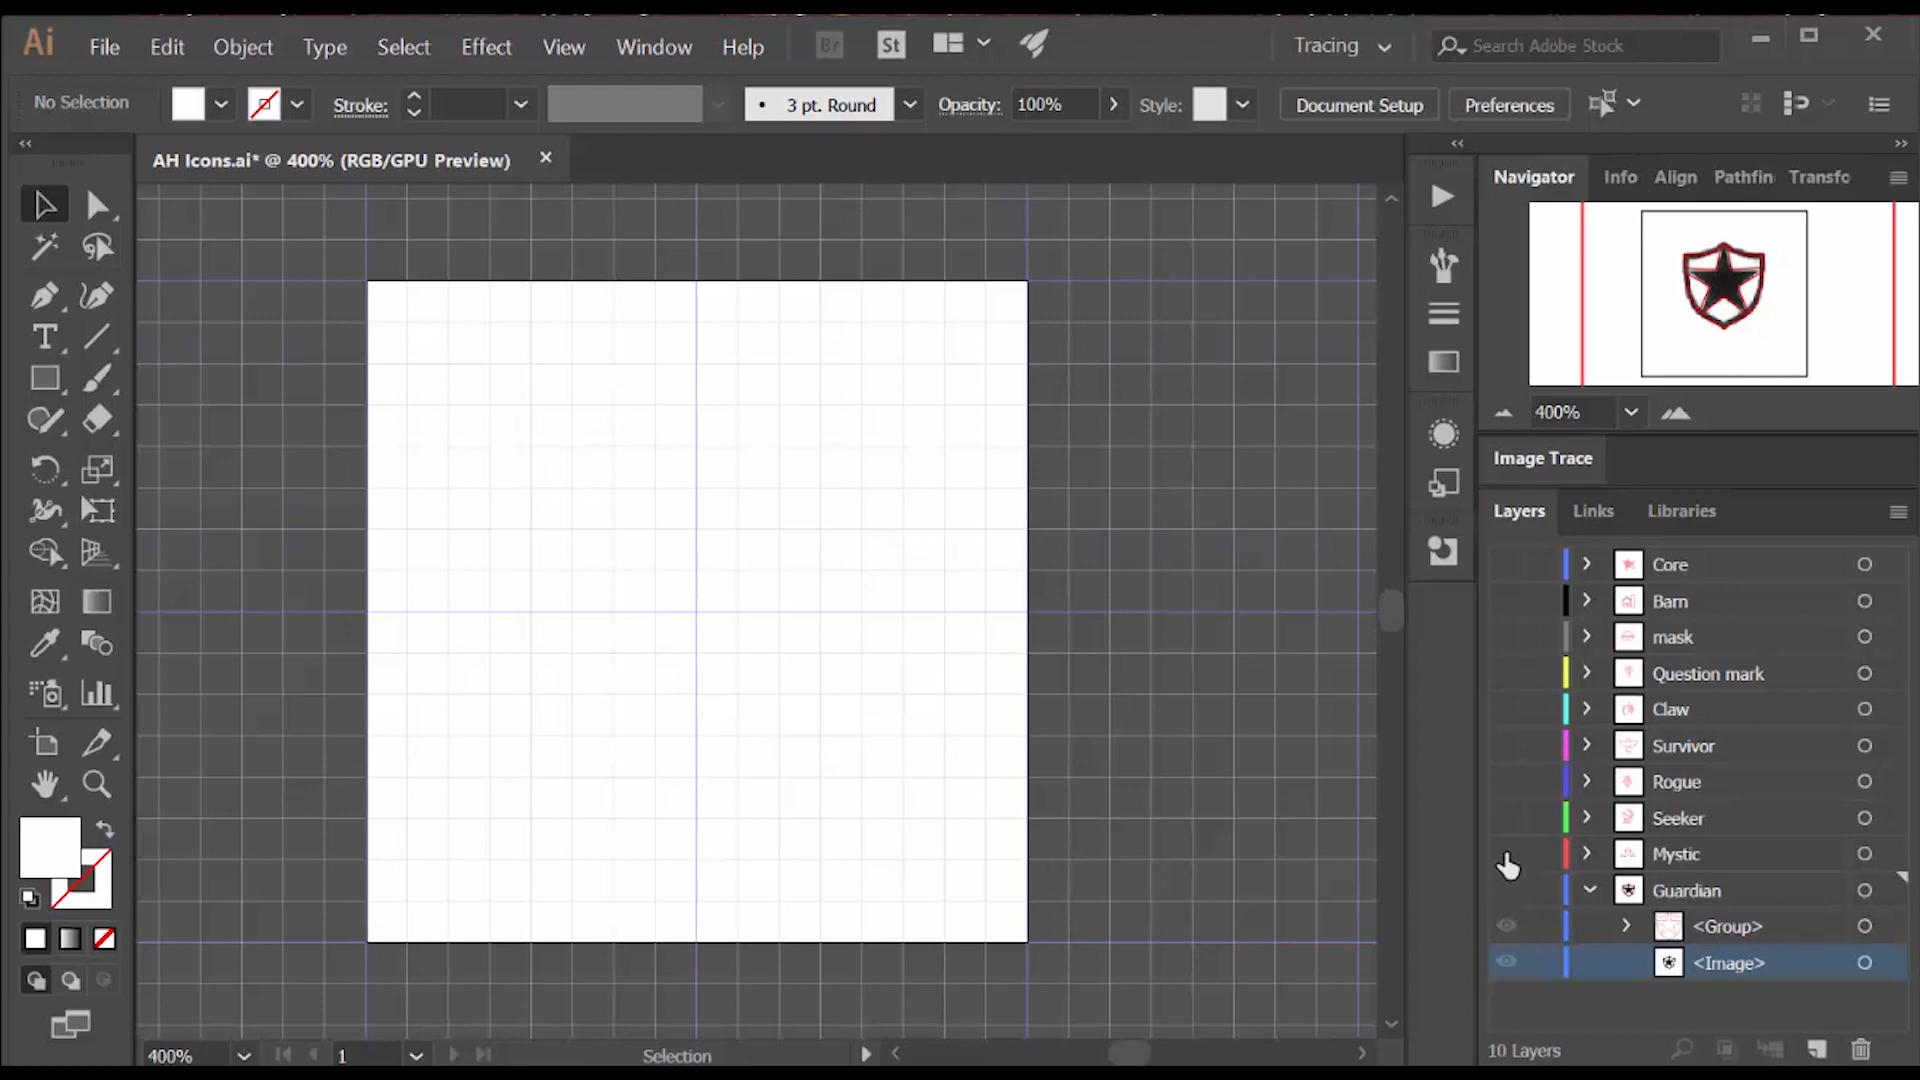 Ai File Edit Object Type Select Effect View Window Help Br St Tracing Search Adobe Stock
No Selection Stroke: 3 pt. Round Opacity: 100% Style: Document Setup Preferences
AH Icons.ai* @ 400% (RGB/GPU Preview)
Navigator Info Align Pathfin Transfo
400%
Image Trace
Layers Links Libraries
Core
Barn
mask
Question mark
Claw
Survivor
Rogue
Seeker
Mystic
Guardian
<Group>
<Image>
10 Layers
400% 1 Selection